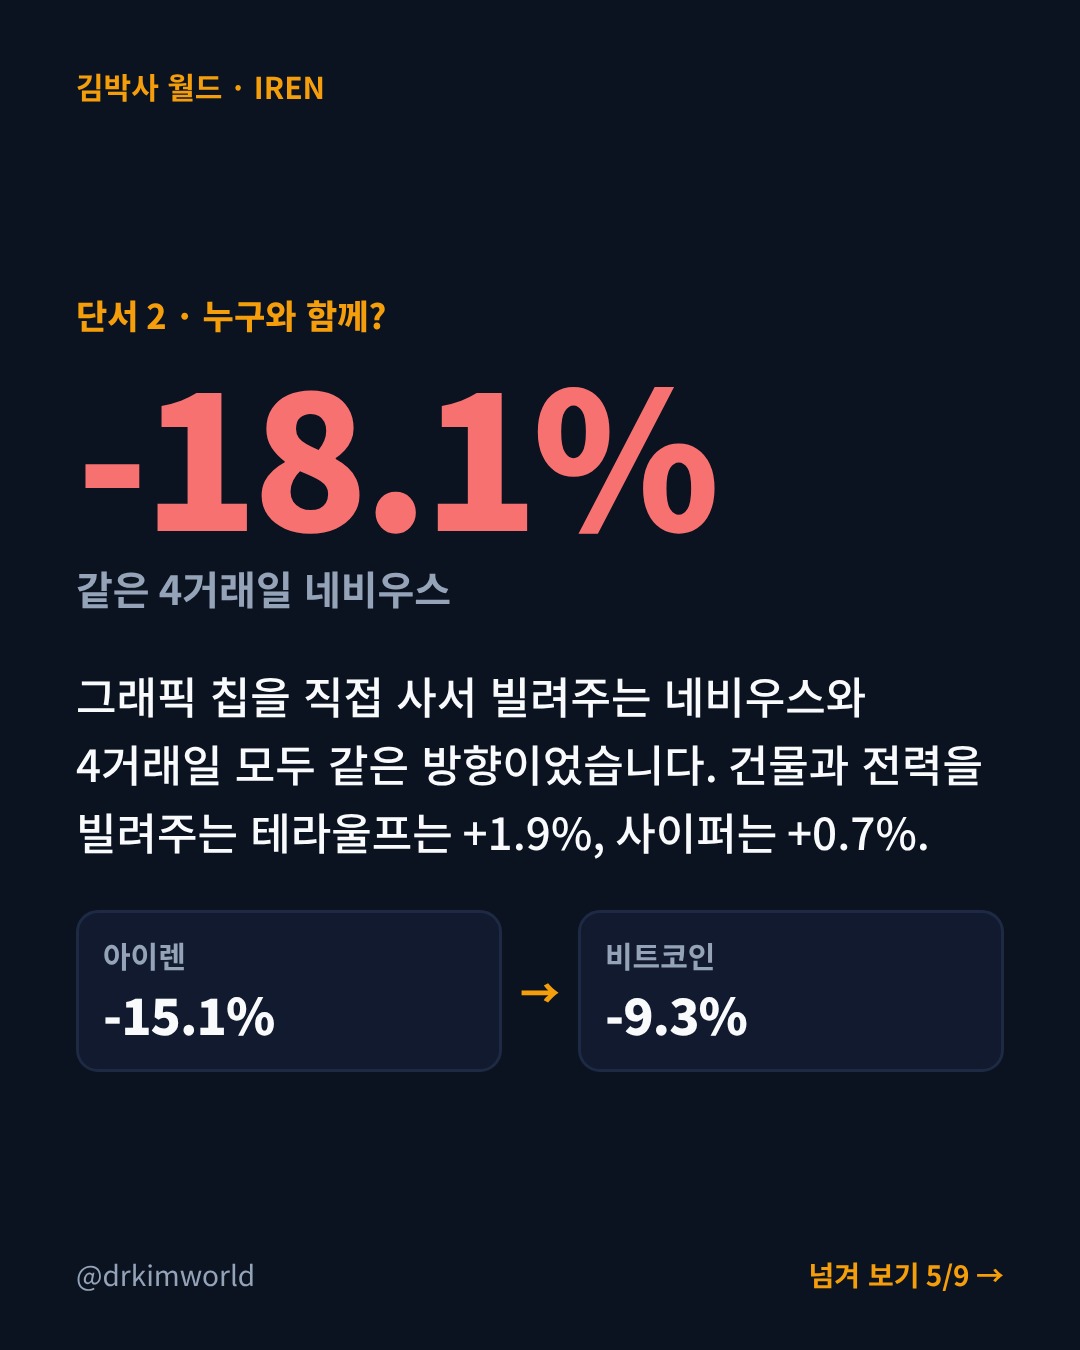 김박사 월드 · IREN
단서 2 · 누구와 함께?
-18.1%
같은 4거래일 네비우스
그래픽 칩을 직접 사서 빌려주는 네비우스와
4거래일 모두 같은 방향이었습니다. 건물과 전력을
빌려주는 테라울프는 +1.9%, 사이퍼는 +0.7%.
아이렌
-15.1%
→
비트코인
-9.3%
@drkimworld
넘겨 보기 5/9 →